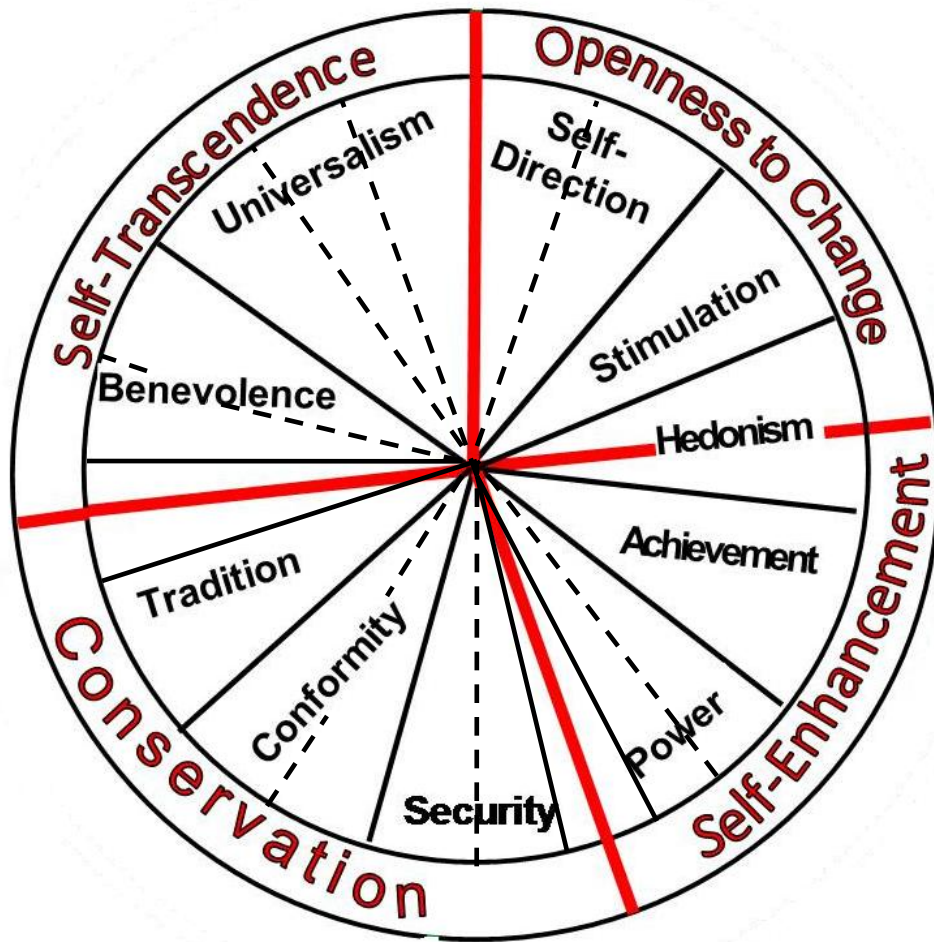 Self-Transcendence
Openness to Change
Universalism
Self-
Direction
Stimulation
Benevolence
Hedonism
Achievement
Tradition
Conformity
Power
Security
Conservation
Self-Enhancement